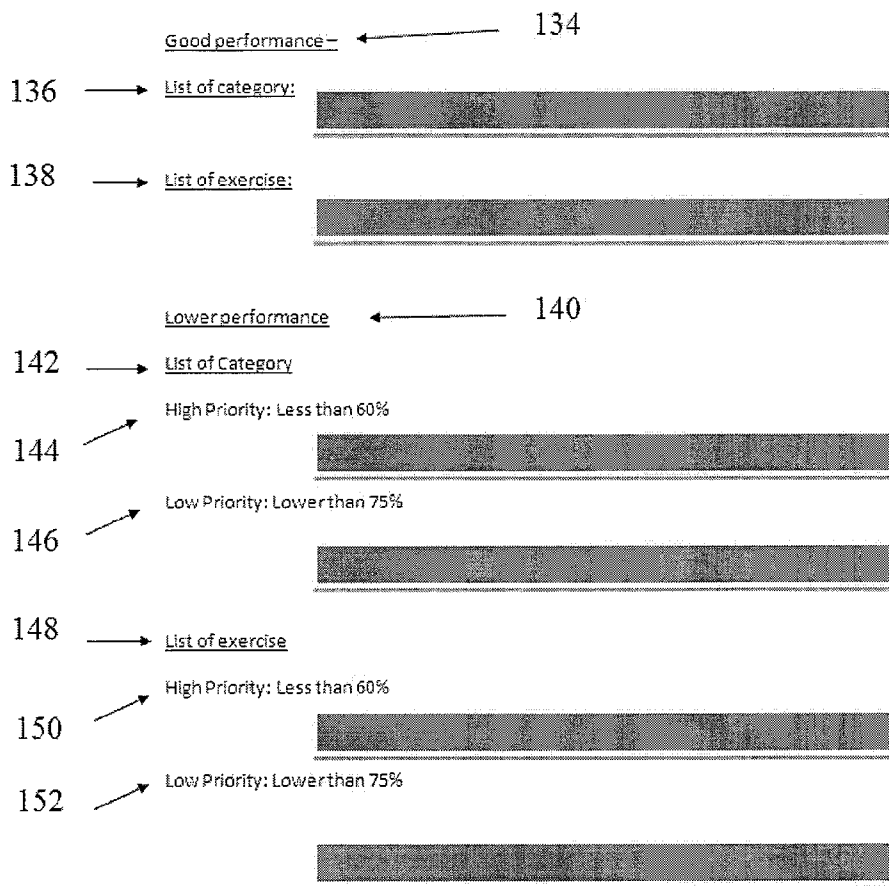 Good performance – 134
136 List of category:
138 List of exercise:
Lower performance 140
142 List of Category
High Priority: Less than 60%
144
Low Priority: Lower than 75%
146
148 List of exercise
High Priority: Less than 60%
150
Low Priority: Lower than 75%
152